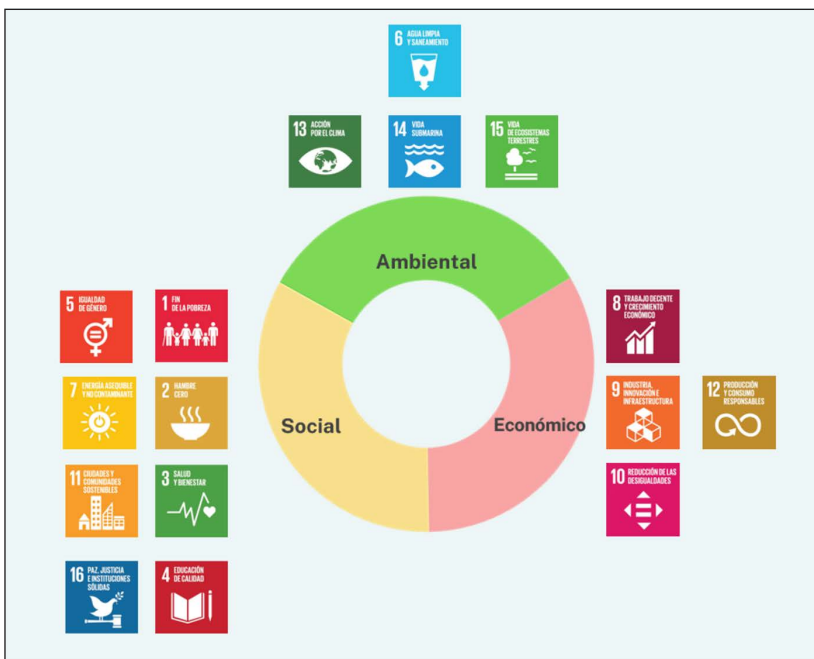 6 AGUA LIMPIA
Y SANEAMIENTO
13 ACCIÓN
POR EL CLIMA
14 VIDA
SUBMARINA
15 VIDA
DE ECOSISTEMAS
TERRESTRES
Ambiental
5 IGUALDAD
DE GÉNERO
1 FIN
DE LA POBREZA
8 TRABAJO DECENTE
Y CRECIMIENTO
ECONÓMICO
7 ENERGÍA ASEQUIBLE
Y NO CONTAMINANTE
2 HAMBRE
CERO
9 INDUSTRIA,
INNOVACIÓN E
INFRAESTRUCTURA
12 PRODUCCIÓN
Y CONSUMO
RESPONSABLES
Social
Económico
11 CIUDADES Y
COMUNIDADES
SOSTENIBLES
3 SALUD
Y BIENESTAR
10 REDUCCIÓN DE LAS
DESIGUALDADES
16 PAZ, JUSTICIA
E INSTITUCIONES
SÓLIDAS
4 EDUCACIÓN
DE CALIDAD